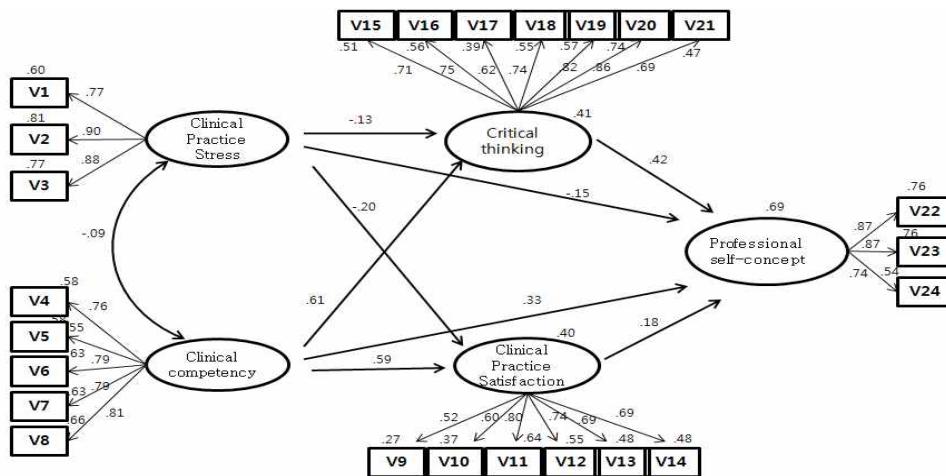 V15 V16 V17 V18 V19 V20 V21
.51 .56 .39 .55 .57 .74 .47
.71 .75 .62 .74 .82 .86 .69
.60
V1
.77
.81
V2
.90
.77
V3
.88
Clinical
Practice
Stress
-.13
Critical
thinking
.41
.42
-.15
-.20
-.09
.69
Professional
self-concept
.76
V22
.87
.76
V23
.87
.54
V24
.74
.58
V4
.76
V5
.55
.63
V6
.79
.63
V7
.79
.66
V8
.81
Clinical
competency
.61
.33
.59
.40
Clinical
Practice
Satisfaction
.18
.52 .60 .80 .74 .69 .69
.27 .37 .64 .55 .48 .48
V9 V10 V11 V12 V13 V14